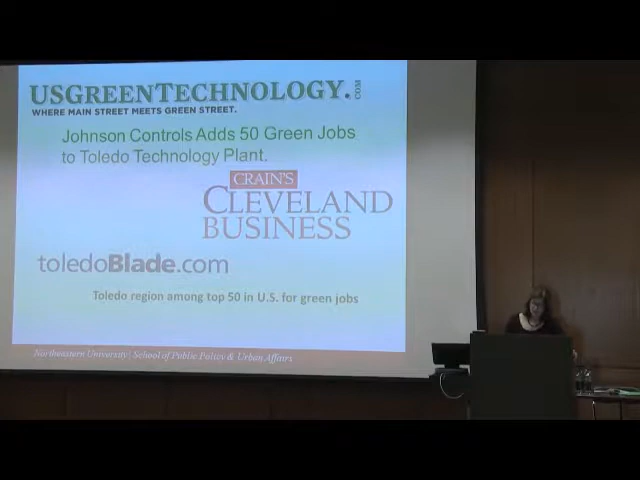 USGREENTECHNOLOGY.COM
WHERE MAIN STREET MEETS GREEN STREET.
Johnson Controls Adds 50 Green Jobs
to Toledo Technology Plant.
CRAIN'S
CLEVELAND
BUSINESS
toledoBlade.com
Toledo region among top 50 in U.S. for green jobs
Northeastern University | School of Public Policy & Urban Affairs